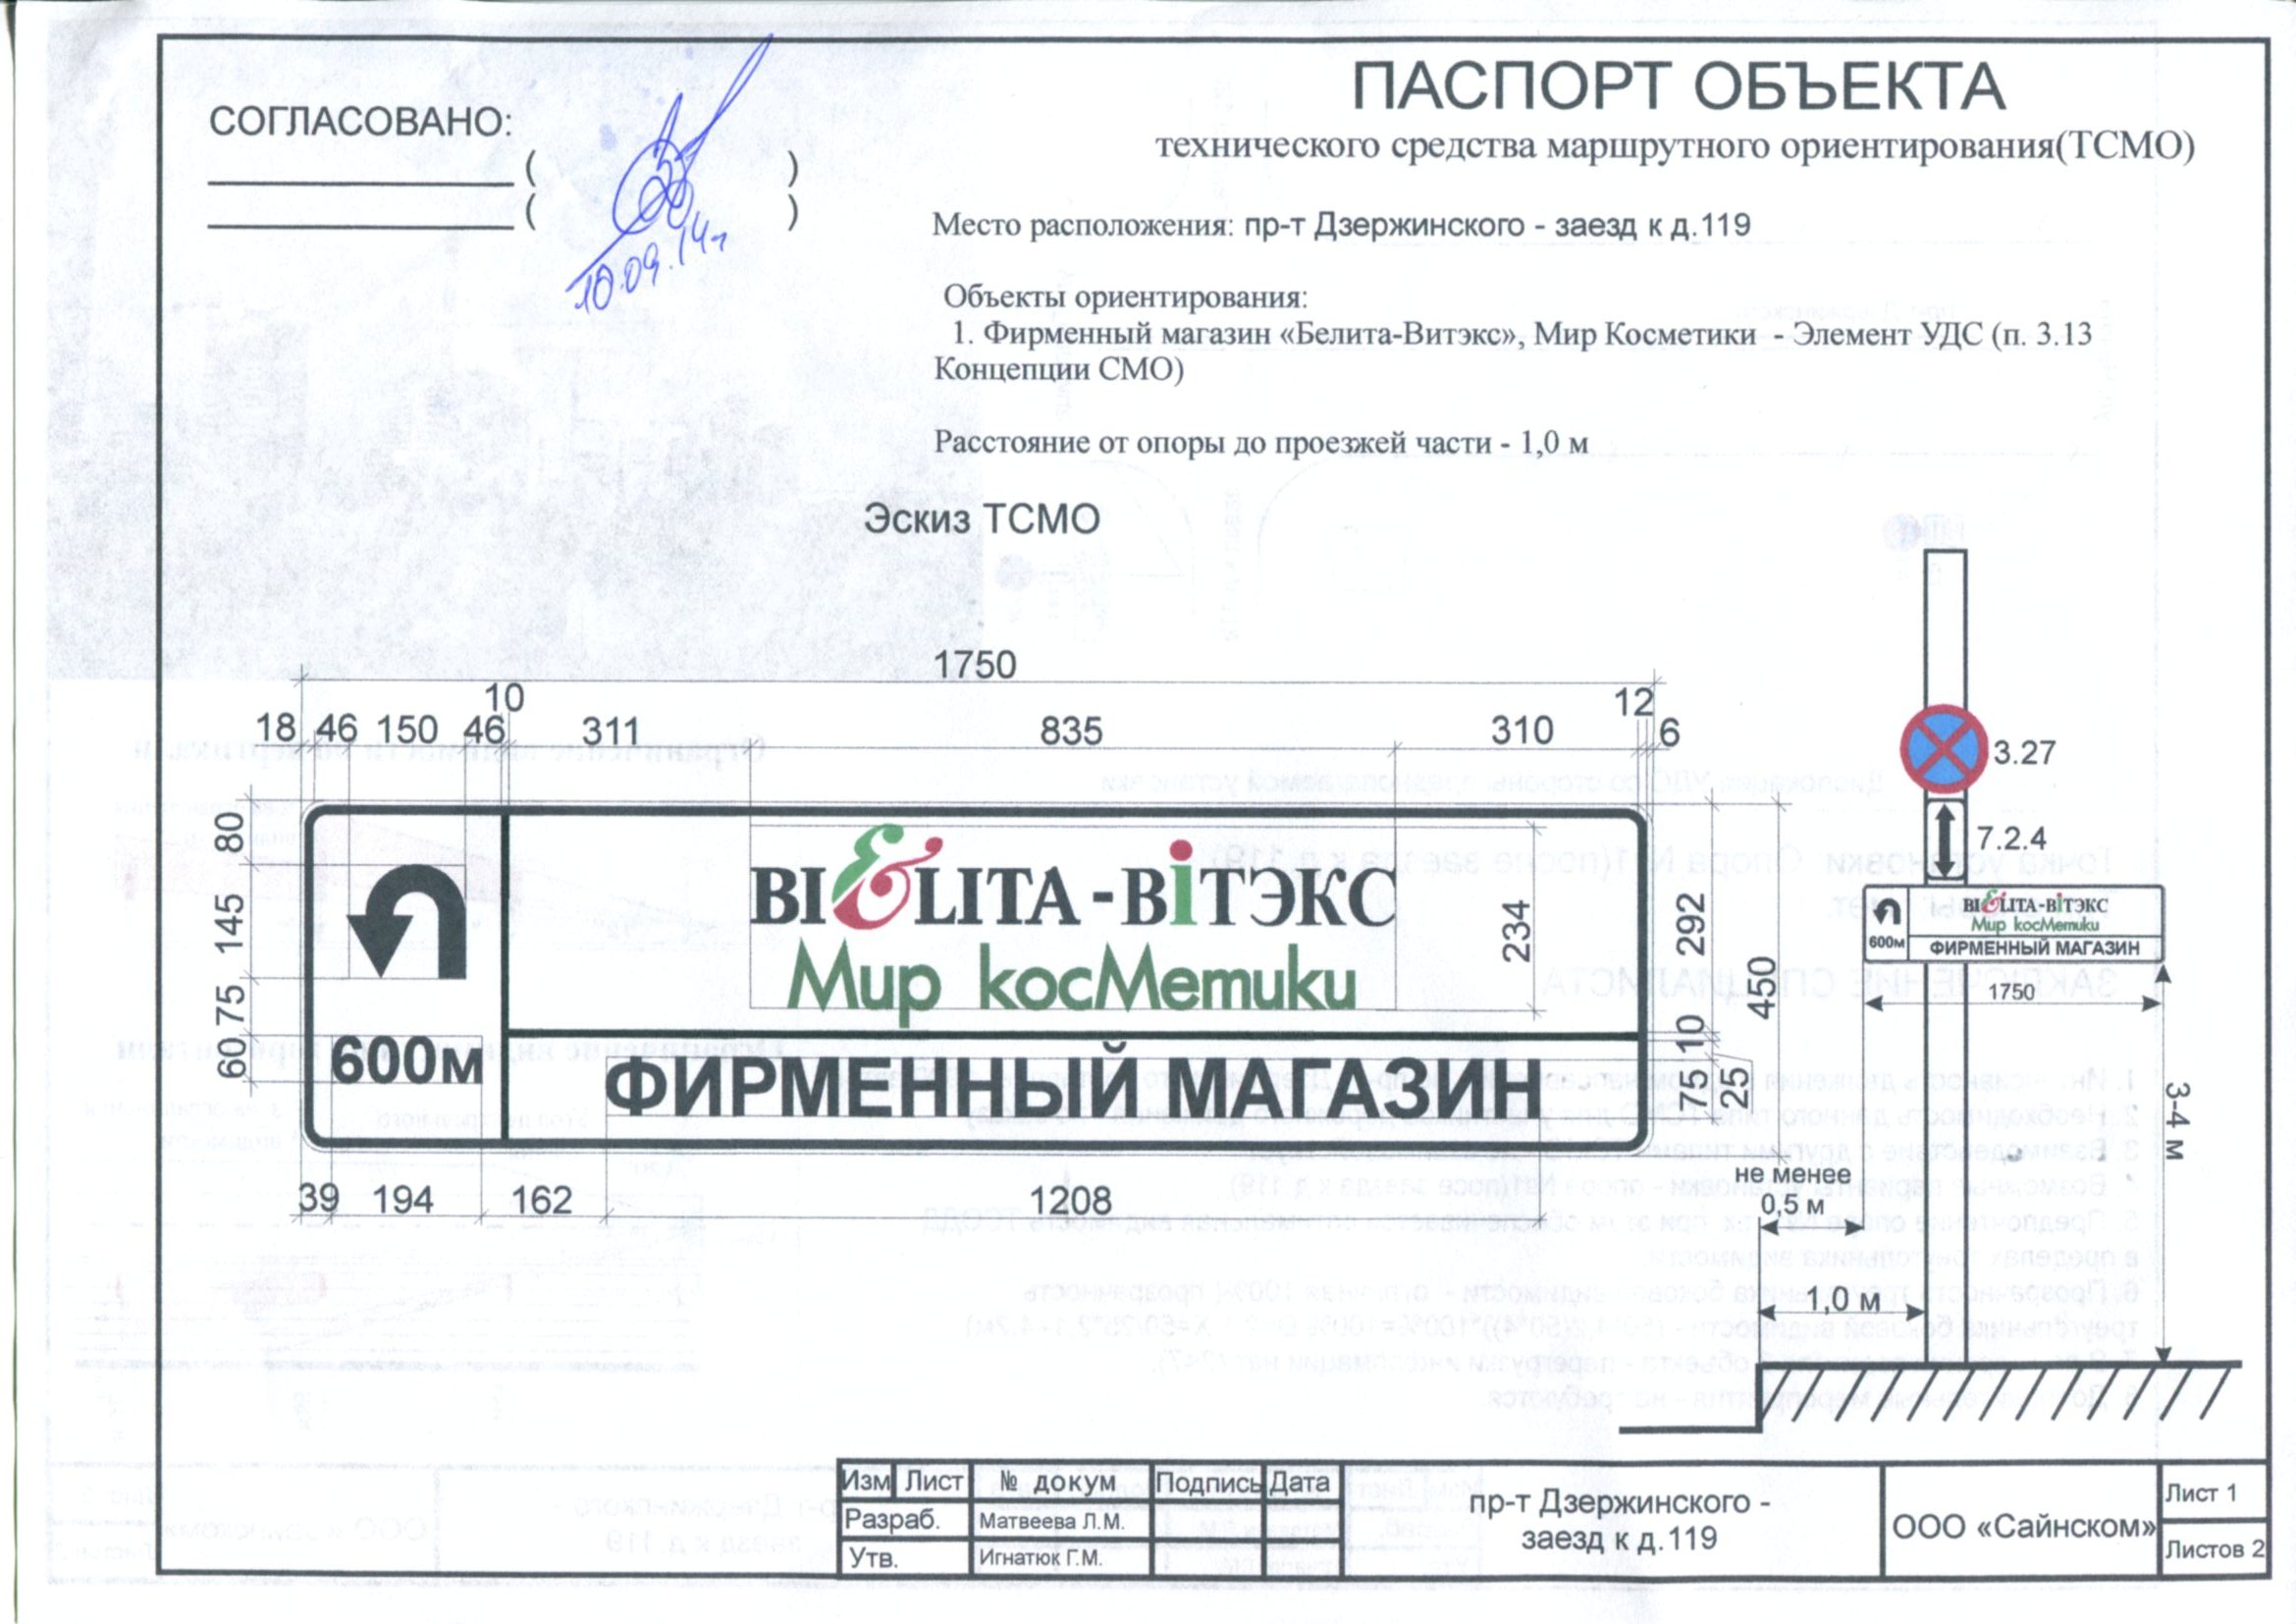 СОГЛАСОВАНО:
( )
( )
10.09.14г
ПАСПОРТ ОБЪЕКТА
технического средства маршрутного ориентирования(ТСМО)
Место расположения: пр-т Дзержинского - заезд к д.119
Объекты ориентирования:
1. Фирменный магазин «Белита-Витэкс», Мир Косметики - Элемент УДС (п. 3.13
Концепции СМО)
Расстояние от опоры до проезжей части - 1,0 м
Эскиз ТСМО
1750
10
12
18 46 150 46 311 835 310 6
80
145
75
60
BI&LITA-ВіТЭКС
Мир косМетики
600м
ФИРМЕННЫЙ МАГАЗИН
234
292
10
75
25
450
39 194 162 1208
3.27
7.2.4
BI&LITA-ВіТЭКС
Мир косМетики
600м
ФИРМЕННЫЙ МАГАЗИН
1750
3-4 м
не менее
0,5 м
1,0 м
Изм Лист № докум Подпись Дата
Разраб. Матвеева Л.М.
Утв. Игнатюк Г.М.
пр-т Дзержинского -
заезд к д.119
ООО «Сайнском»
Лист 1
Листов 2